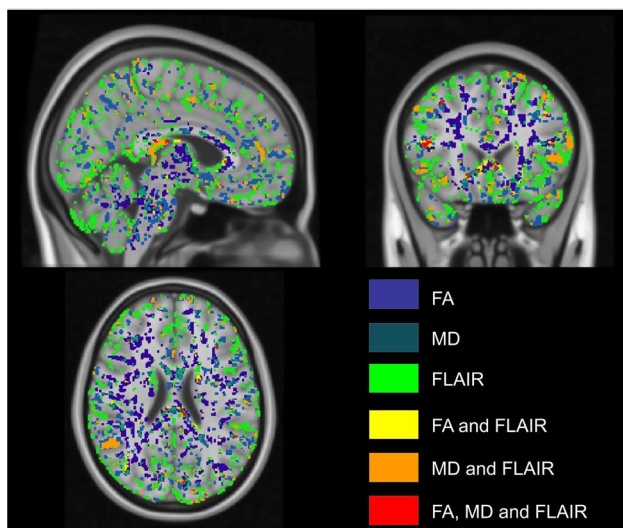 FA
MD
FLAIR
FA and FLAIR
MD and FLAIR
FA, MD and FLAIR